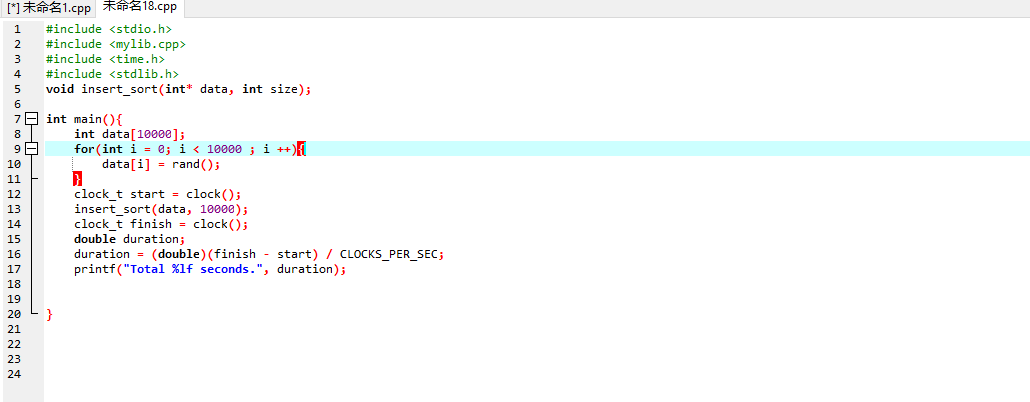 [*] 未命名1.cpp 未命名18.cpp
1 #include <stdio.h>
2 #include <mylib.cpp>
3 #include <time.h>
4 #include <stdlib.h>
5 void insert_sort(int* data, int size);
6
7 int main(){
8 int data[10000];
9 for(int i = 0; i < 10000 ; i ++){
10 data[i] = rand();
11 }
12 clock_t start = clock();
13 insert_sort(data, 10000);
14 clock_t finish = clock();
15 double duration;
16 duration = (double)(finish - start) / CLOCKS_PER_SEC;
17 printf("Total %lf seconds.", duration);
18
19
20 }
21
22
23
24